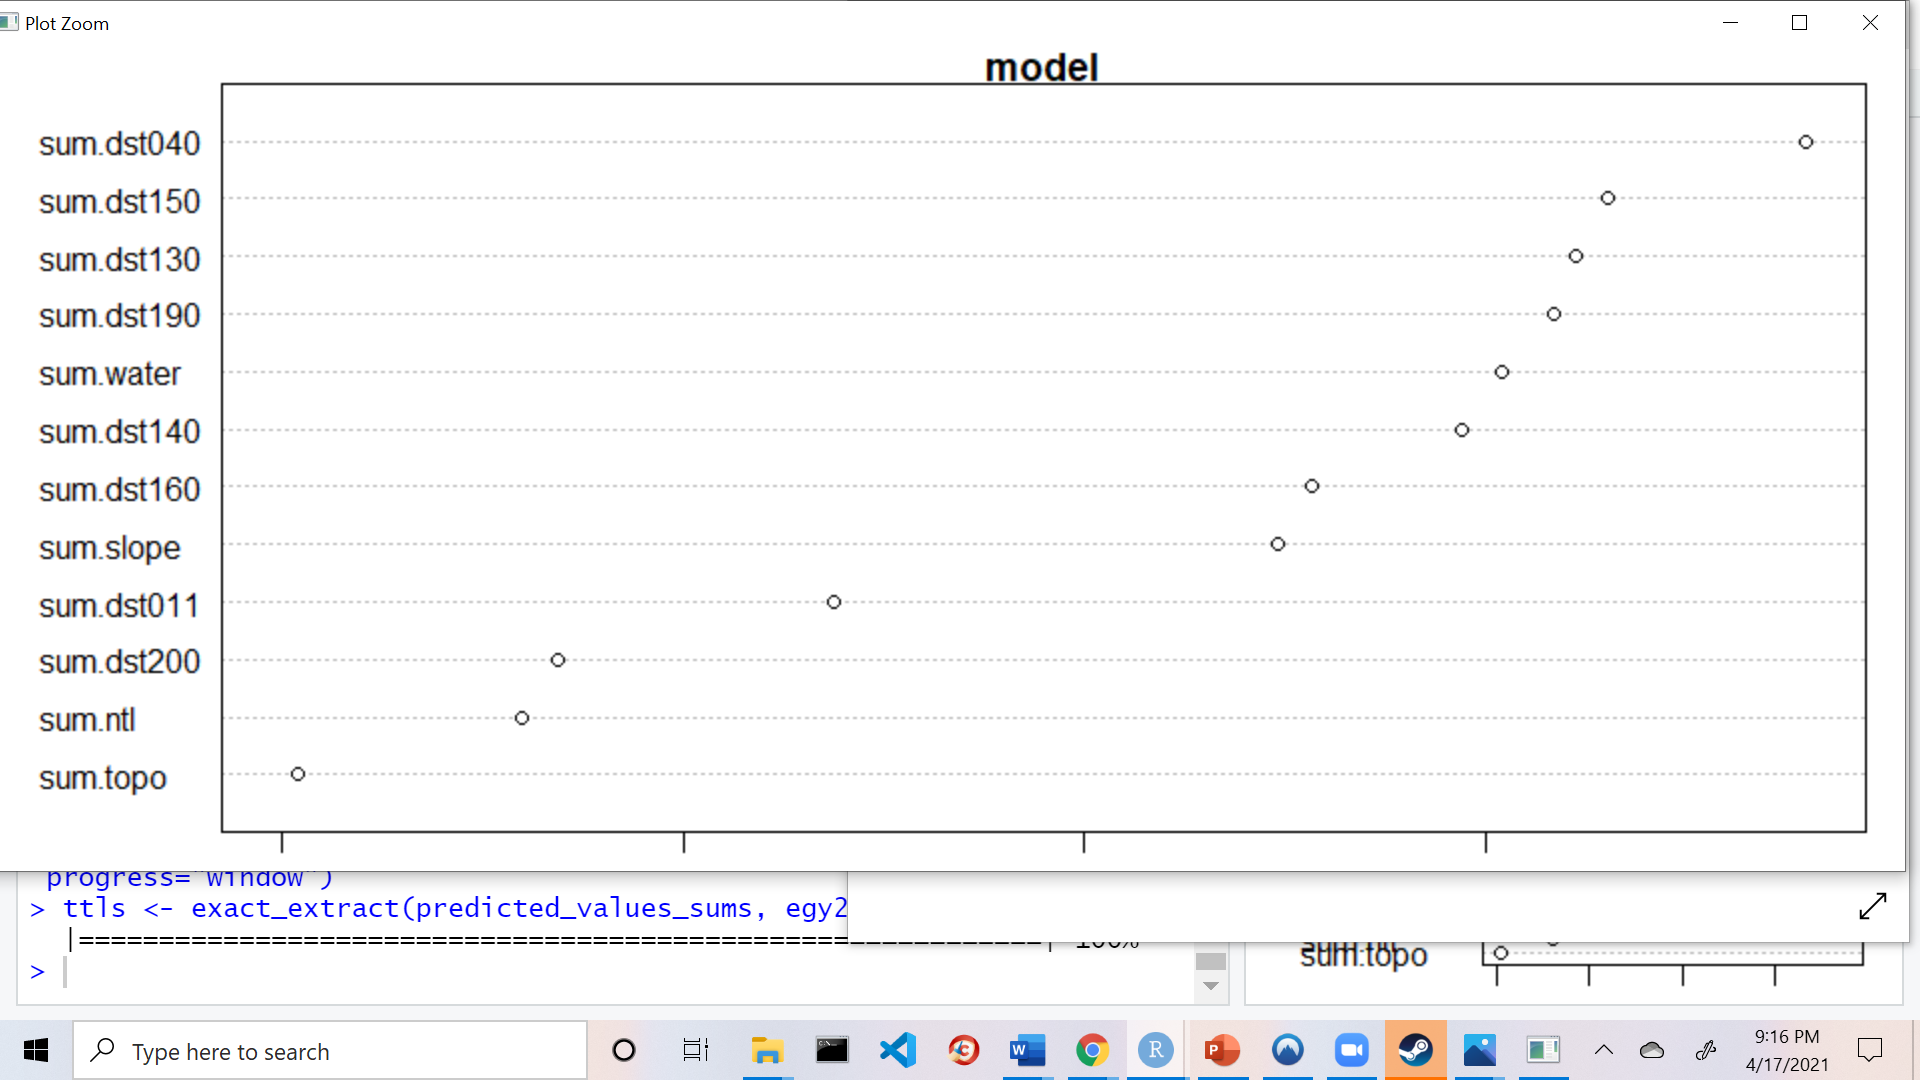 Plot Zoom
model
sum.dst040
sum.dst150
sum.dst130
sum.dst190
sum.water
sum.dst140
sum.dst160
sum.slope
sum.dst011
sum.dst200
sum.ntl
sum.topo
progress="window")
> ttls <- exact_extract(predicted_values_sums, egy2
|============================================================| 100%
>
sum.topo
Type here to search
9:16 PM
4/17/2021